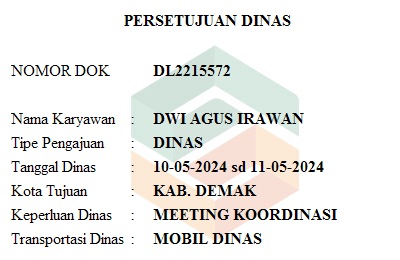 PERSETUJUAN DINAS
NOMOR DOK DL2215572
Nama Karyawan : DWI AGUS IRAWAN
Tipe Pengajuan : DINAS
Tanggal Dinas : 10-05-2024 sd 11-05-2024
Kota Tujuan : KAB. DEMAK
Keperluan Dinas : MEETING KOORDINASI
Transportasi Dinas : MOBIL DINAS